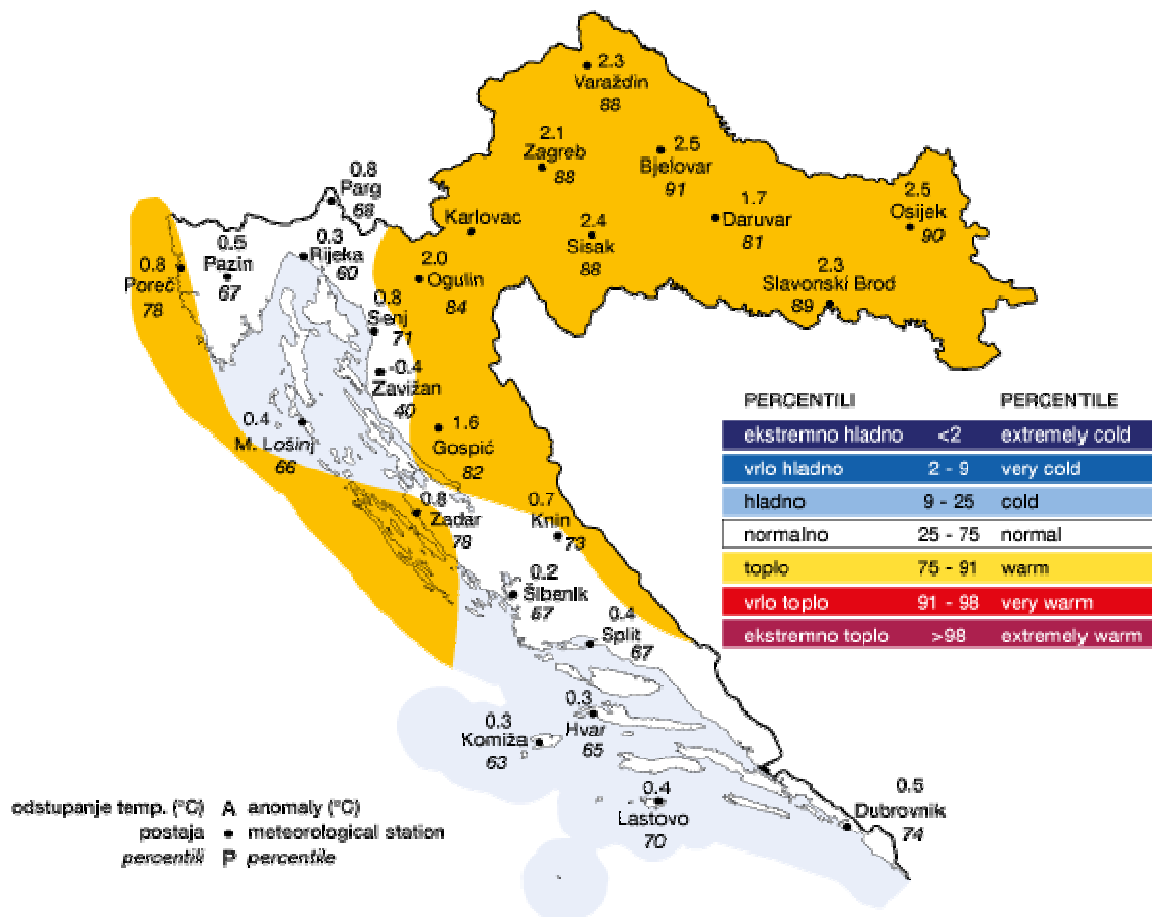 2.3
Varaždin
88
2.1
Zagreb
88
2.5
Bjelovar
91
1.7
Daruvar
81
2.5
Osijek
90
0.8
Parg
68
Karlovac
2.4
Sisak
88
2.3
Slavonski Brod
89
0.8
Poreč
78
0.5
Pazin
67
0.3
Rijeka
60
2.0
Ogulin
84
0.8
Senj
71
-0.4
Zavižan
40
0.4
M. Lošinj
66
1.6
Gospić
82
0.8
Zadar
78
0.7
Knin
73
0.2
Šibenik
67
0.4
Split
67
0.3
Hvar
65
0.3
Komiža
63
0.4
Lastovo
70
0.5
Dubrovnik
74
PERCENTILI PERCENTILE
ekstremno hladno <2 extremely cold
vrlo hladno 2 - 9 very cold
hladno 9 - 25 cold
normalno 25 - 75 normal
toplo 75 - 91 warm
vrlo toplo 91 - 98 very warm
ekstremno toplo >98 extremely warm
odstupanje temp. (°C) A anomaly (°C)
postaja • meteorological station
percentili P percentile